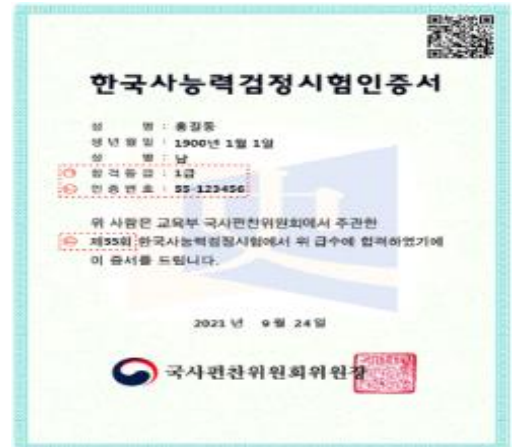 한국사능력검정시험인증서
성 명 : 홍길동
생 년 월 일 : 1900년 1월 1일
성 별 : 남
합 격 등 급 : 1급
인 증 번 호 : 55-123456
위 사람은 교육부 국사편찬위원회에서 주관한
제55회 한국사능력검정시험에서 위 급수에 합격하였기에
이 증서를 드립니다.
2021 년 9 월 24 일
국사편찬위원회위원장